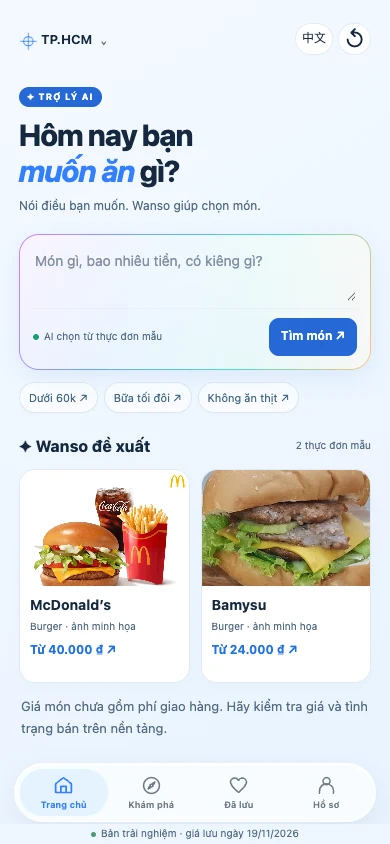 TP.HCM
中文
✦ TRỢ LÝ AI
Hôm nay bạn
muốn ăn gì?
Nói điều bạn muốn. Wanso giúp chọn món.
Món gì, bao nhiêu tiền, có kiêng gì?
AI chọn từ thực đơn mẫu
Tìm món ↗
Dưới 60k ↗
Bữa tối đôi ↗
Không ăn thịt ↗
✦ Wanso đề xuất
2 thực đơn mẫu
Coca-Cola
McDonald's
Burger · ảnh minh họa
Từ 40.000 ₫ ↗
Bamysu
Burger · ảnh minh họa
Từ 24.000 ₫ ↗
Giá món chưa gồm phí giao hàng. Hãy kiểm tra giá và tình
trạng bán trên nền tảng.
Trang chủ
Khám phá
Đã lưu
Hồ sơ
Bản trải nghiệm · giá lưu ngày 19/11/2026